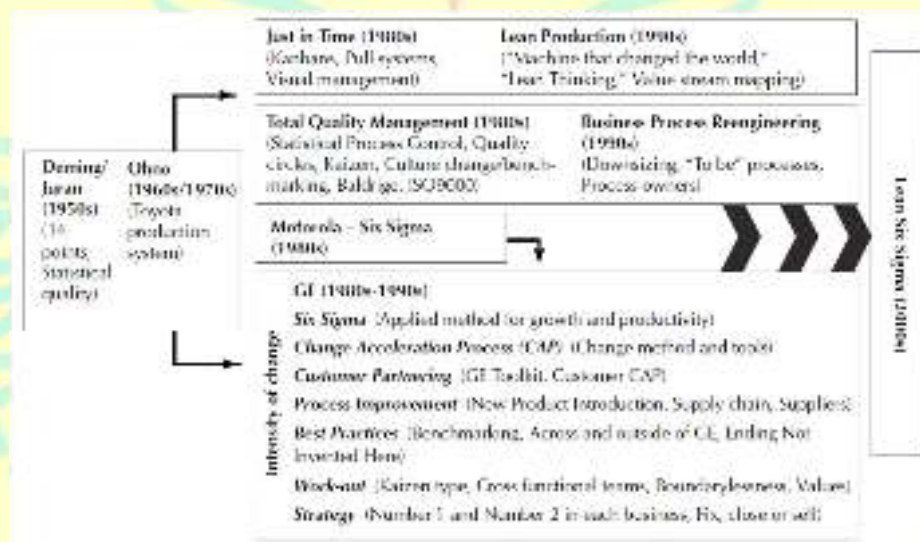 Just in Time (1980s)
(Kanbans, Pull systems,
Visual management)
Lean Production (1990s)
("Machine that changed the world,"
"Lean Thinking," Value stream mapping)
Total Quality Management (1980s)
(Statistical Process Control, Quality
circles, Kaizen, Culture change/bench-
marking, Baldrige, ISO9000)
Business Process Reengineering
(1990s)
(Downsizing, "To be" processes,
Process owners)
Deming/
Juran
(1950s)
(14
points,
Statistical
quality)
Ohno
(1960s/1970s)
(Toyota
production
system)
Motorola – Six Sigma
(1980s)
Intensity of change
GE (1980s-1990s)
Six Sigma (Applied method for growth and productivity)
Change Acceleration Process (CAP) (Change method and tools)
Customer Partnering (GE Toolkit, Customer CAP)
Process Improvement (New Product Introduction, Supply chain, Suppliers)
Best Practices (Benchmarking, Across and outside of GE, Ending Not
Invented Here)
Work-out (Kaizen type, Cross functional teams, Boundarylessness, Values)
Strategy (Number 1 and Number 2 in each business, Fix, close or sell)
Lean Six Sigma (2000s)